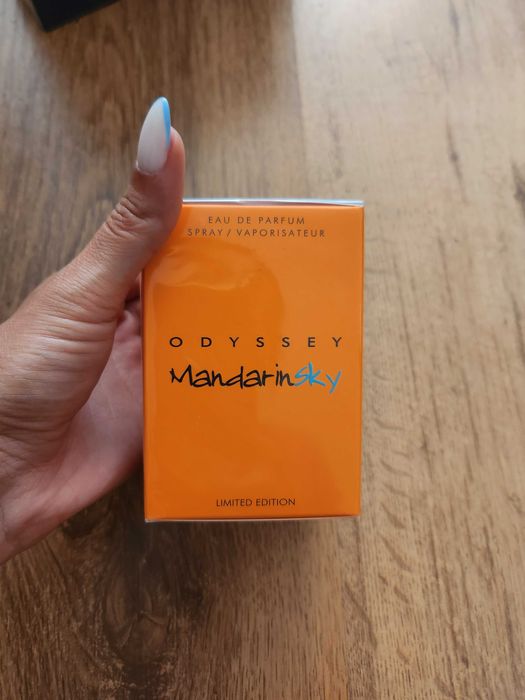 EAU DE PARFUM
SPRAY / VAPORISATEUR
ODYSSEY
Mandarinsky
LIMITED EDITION